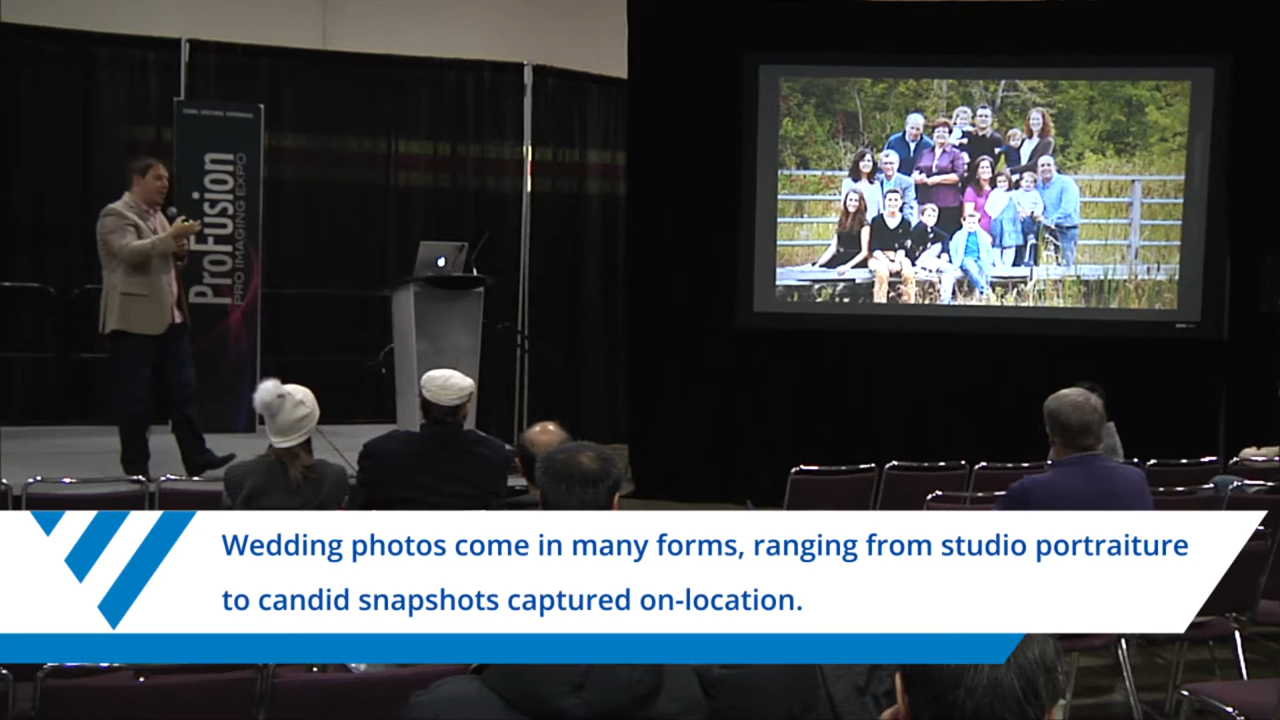 ProFusion
PRO IMAGING EXPO
Wedding photos come in many forms, ranging from studio portraiture
to candid snapshots captured on-location.